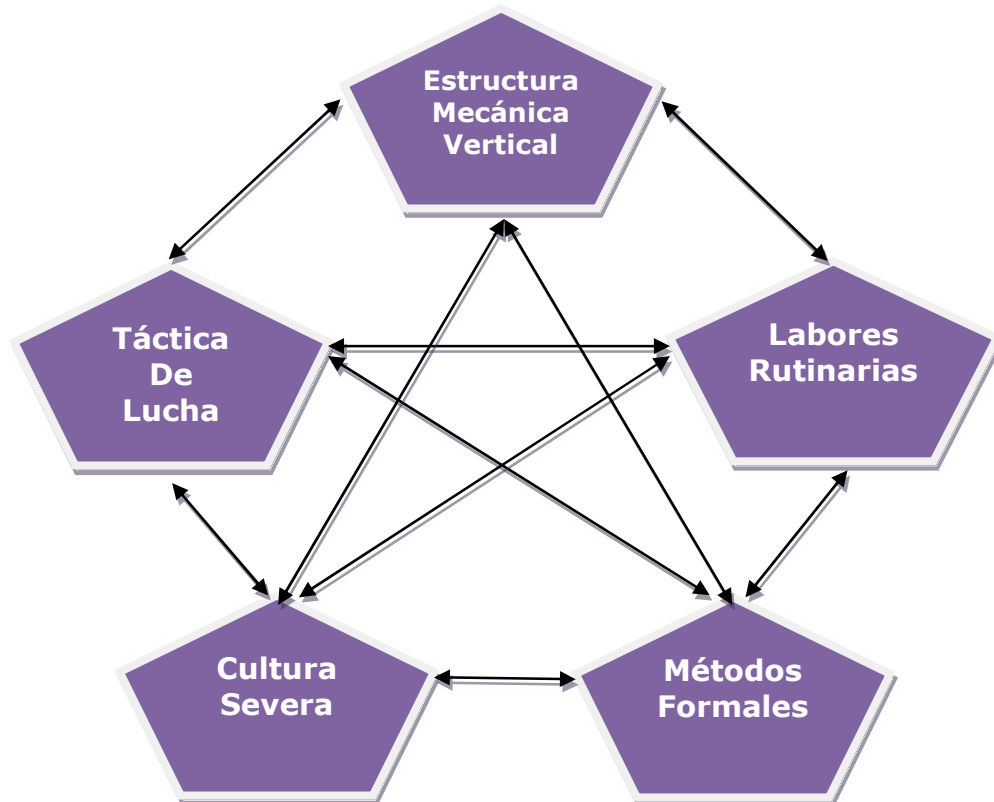 Estructura
Mecánica
Vertical
Táctica
De
Lucha
Labores
Rutinarias
Cultura
Severa
Métodos
Formales